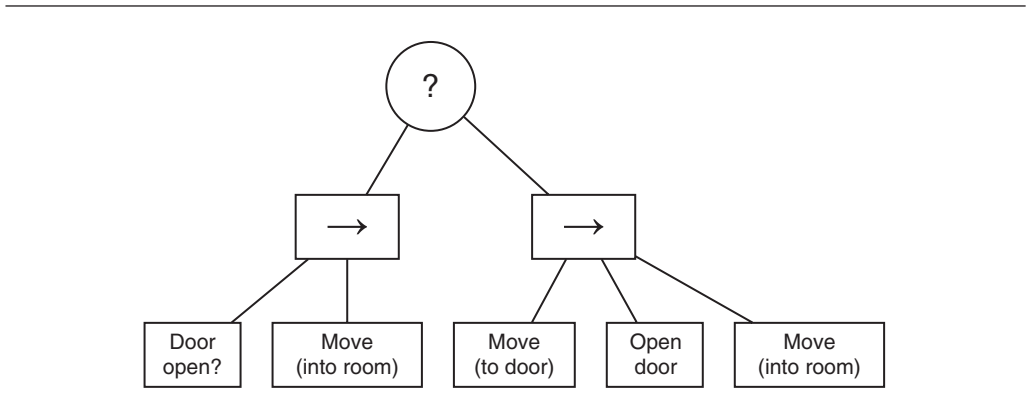 ?
→ →
Door
open?
Move
(into room)
Move
(to door)
Open
door
Move
(into room)